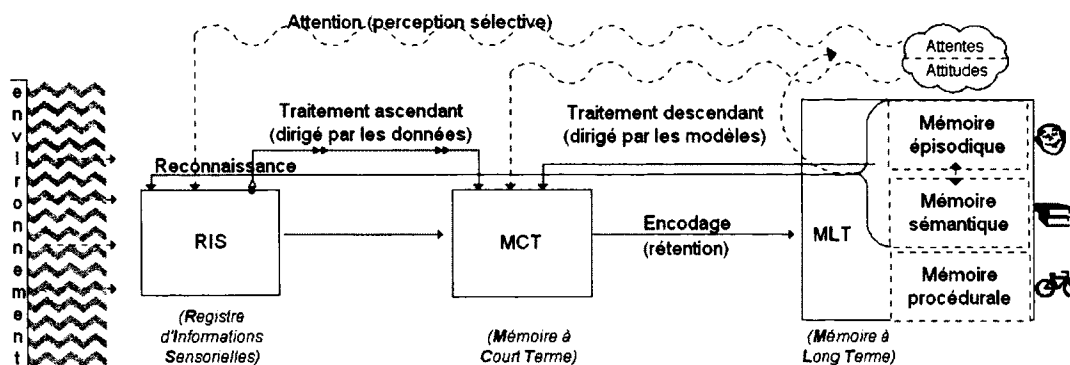 Attention (perception sélective)
Attentes
Attitudes
environnement
Traitement ascendant
(dirigé par les données)
Traitement descendant
(dirigé par les modèles)
Reconnaissance
RIS
MCT
Encodage
(rétention)
MLT
Mémoire
épisodique
Mémoire
sémantique
Mémoire
procédurale
(Registre
d'Informations
Sensorielles)
(Mémoire à
Court Terme)
(Mémoire à
Long Terme)